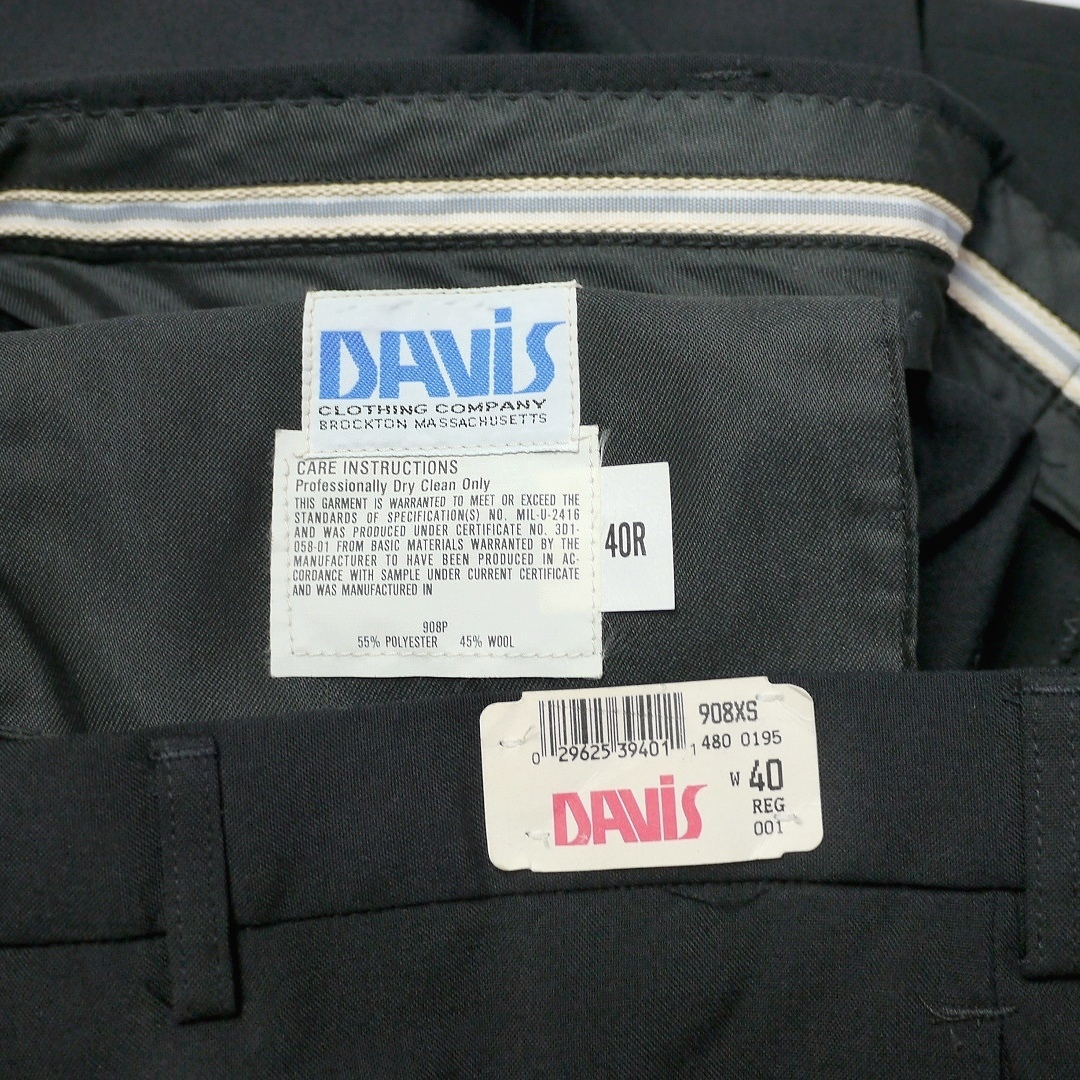 DAVIS
CLOTHING COMPANY
BROCKTON MASSACHUSETTS
CARE INSTRUCTIONS
Professionally Dry Clean Only
THIS GARMENT IS WARRANTED TO MEET OR EXCEED THE
STANDARDS OF SPECIFICATION(S) NO. MIL-U-2416
AND WAS PRODUCED UNDER CERTIFICATE NO. 3D1-
058-01 FROM BASIC MATERIALS WARRANTED BY THE
MANUFACTURER TO HAVE BEEN PRODUCED IN AC-
CORDANCE WITH SAMPLE UNDER CURRENT CERTIFICATE
AND WAS MANUFACTURED IN
908P
55% POLYESTER 45% WOOL
40R
0 29625 39401 1
908XS
480 0195
W 40
REG
001
DAVIS